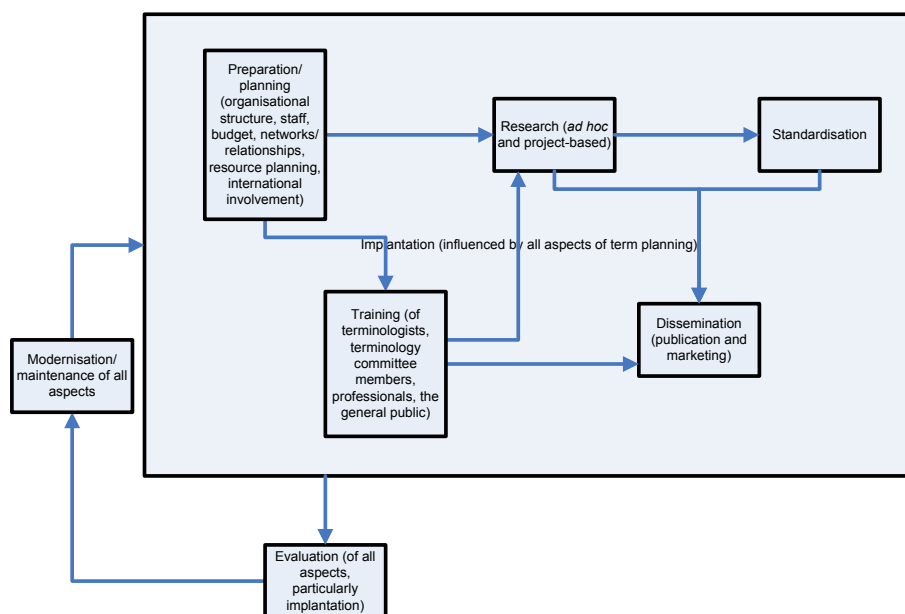 Preparation/
planning
(organisational
structure, staff,
budget, networks/
relationships,
resource planning,
international
involvement)
Research (ad hoc
and project-based)
Standardisation
Implantation (influenced by all aspects of term planning)
Training (of
terminologists,
terminology
committee
members,
professionals, the
general public)
Dissemination
(publication and
marketing)
Modernisation/
maintenance of all
aspects
Evaluation (of all
aspects,
particularly
implantation)